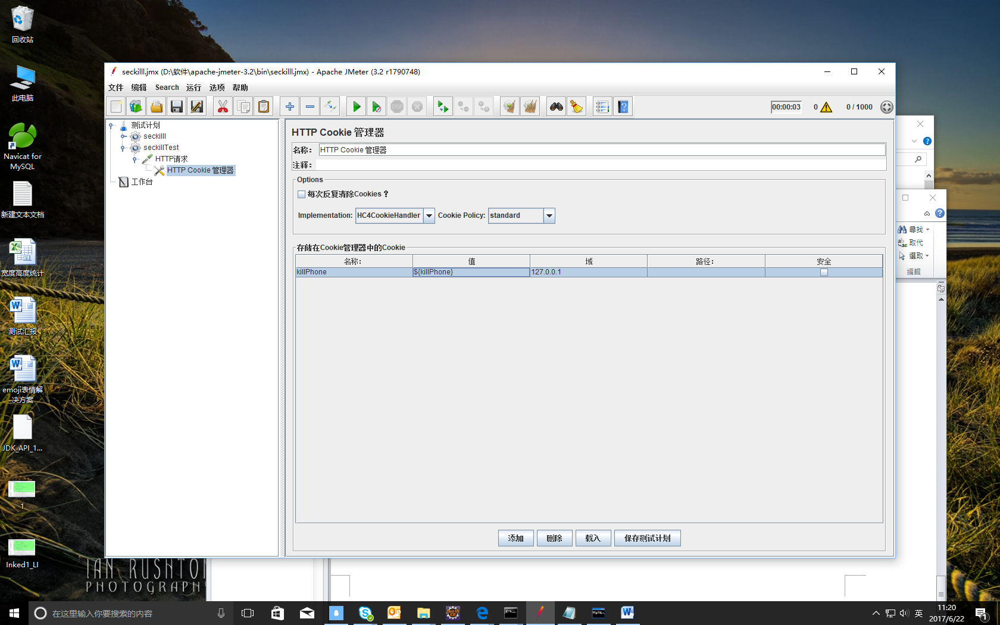 回收站
此电脑
Navicat for
MySQL
新建文本文档
宽度高度统计
测试汇报
emoji表情解
决方案
JDK_API_1...
1
Inked1_LI
seckilll.jmx (D:\软件\apache-jmeter-3.2\bin\seckilll.jmx) - Apache JMeter (3.2 r1790748)
文件 编辑 Search 运行 选项 帮助
STOP
00:00:03 0 0 / 1000
测试计划
seckilll
seckillTest
HTTP请求
HTTP Cookie 管理器
工作台
HTTP Cookie 管理器
名称： HTTP Cookie 管理器
注释：
Options
每次反复清除Cookies？
Implementation: HC4CookieHandler Cookie Policy: standard
存储在Cookie管理器中的Cookie
名称： 值 域 路径： 安全
killPhone ${killPhone} 127.0.0.1
添加 删除 载入 保存测试计划
尋找
取代
選取
編輯
IAN RUSHTON
PHOTOGRAPH
在这里输入你要搜索的内容
英
11:20
2017/6/22
1